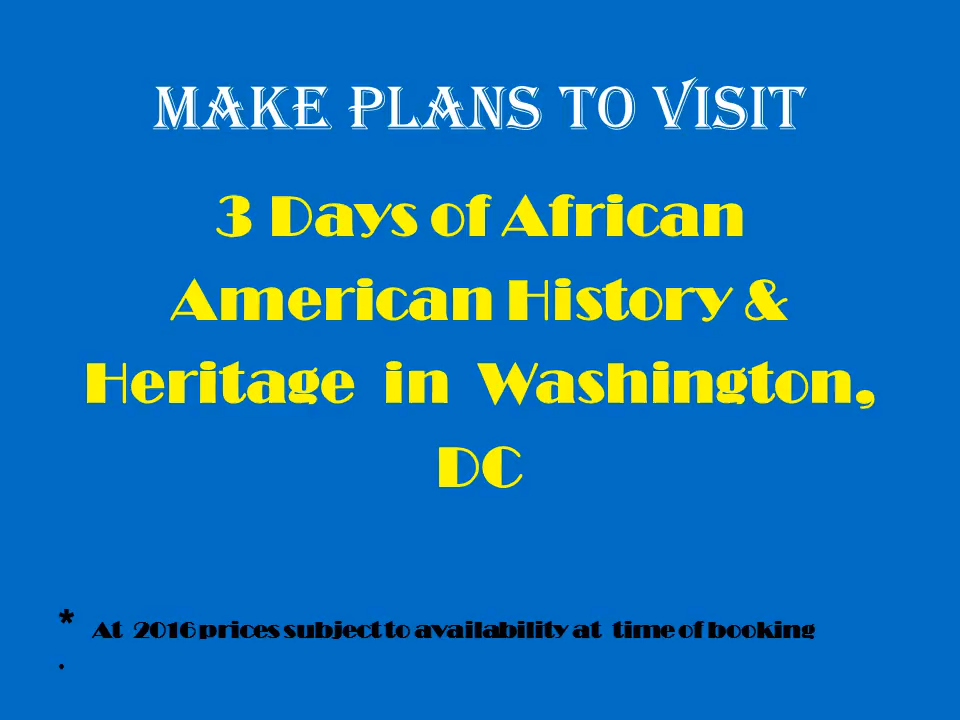 MAKE PLANS TO VISIT
3 Days of African
American History &
Heritage in Washington,
DC
* At 2016 prices subject to availability at time of booking
.